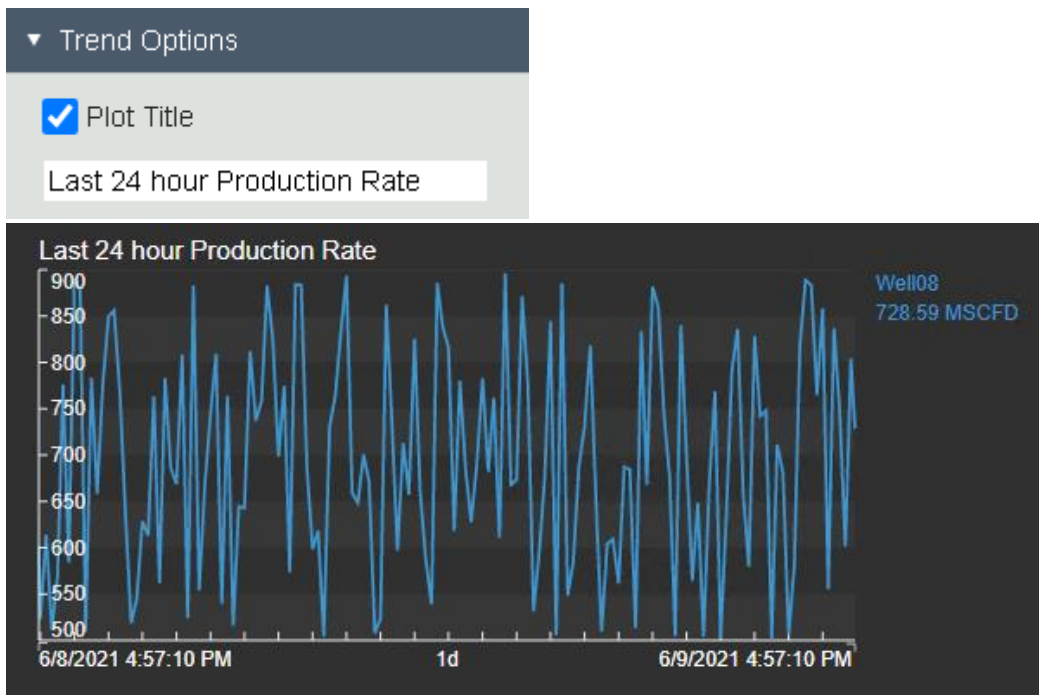 Trend Options
Plot Title
Last 24 hour Production Rate
Last 24 hour Production Rate
900
850
800
750
700
650
600
550
500
Well08
728.59 MSCFD
6/8/2021 4:57:10 PM 1d 6/9/2021 4:57:10 PM